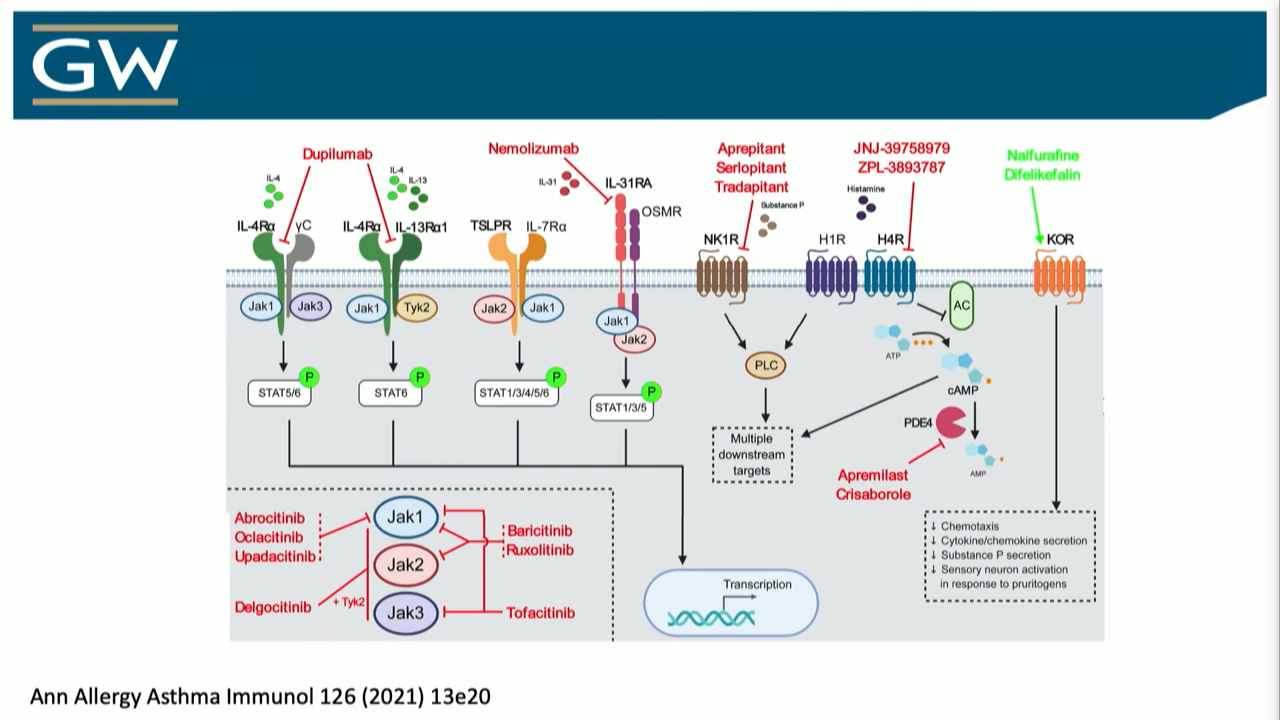 GW
Dupilumab
Nemolizumab
Aprepitant
Serlopitant
Tradapitant
JNJ-39758979
ZPL-3893787
Nalfurafine
Difelikefalin
IL-4
IL-4
IL-13
IL-31
IL-31RA
OSMR
Substance P
Histamine
IL-4Rα
γC
IL-4Rα
IL-13Rα1
TSLPR
IL-7Rα
NK1R
H1R
H4R
KOR
Jak1
Jak3
Jak1
Tyk2
Jak2
Jak1
Jak1
Jak2
AC
ATP
PLC
cAMP
P
STAT5/6
P
STAT6
P
STAT1/3/4/5/6
P
STAT1/3/5
PDE4
AMP
Multiple
downstream
targets
Apremilast
Crisaborole
Abrocitinib
Oclacitinib
Upadacitinib
Delgocitinib
+ Tyk2
Jak1
Jak2
Jak3
Baricitinib
Ruxolitinib
Tofacitinib
Transcription
↓ Chemotaxis
↓ Cytokine/chemokine secretion
↓ Substance P secretion
↓ Sensory neuron activation
in response to pruritogens
Ann Allergy Asthma Immunol 126 (2021) 13e20